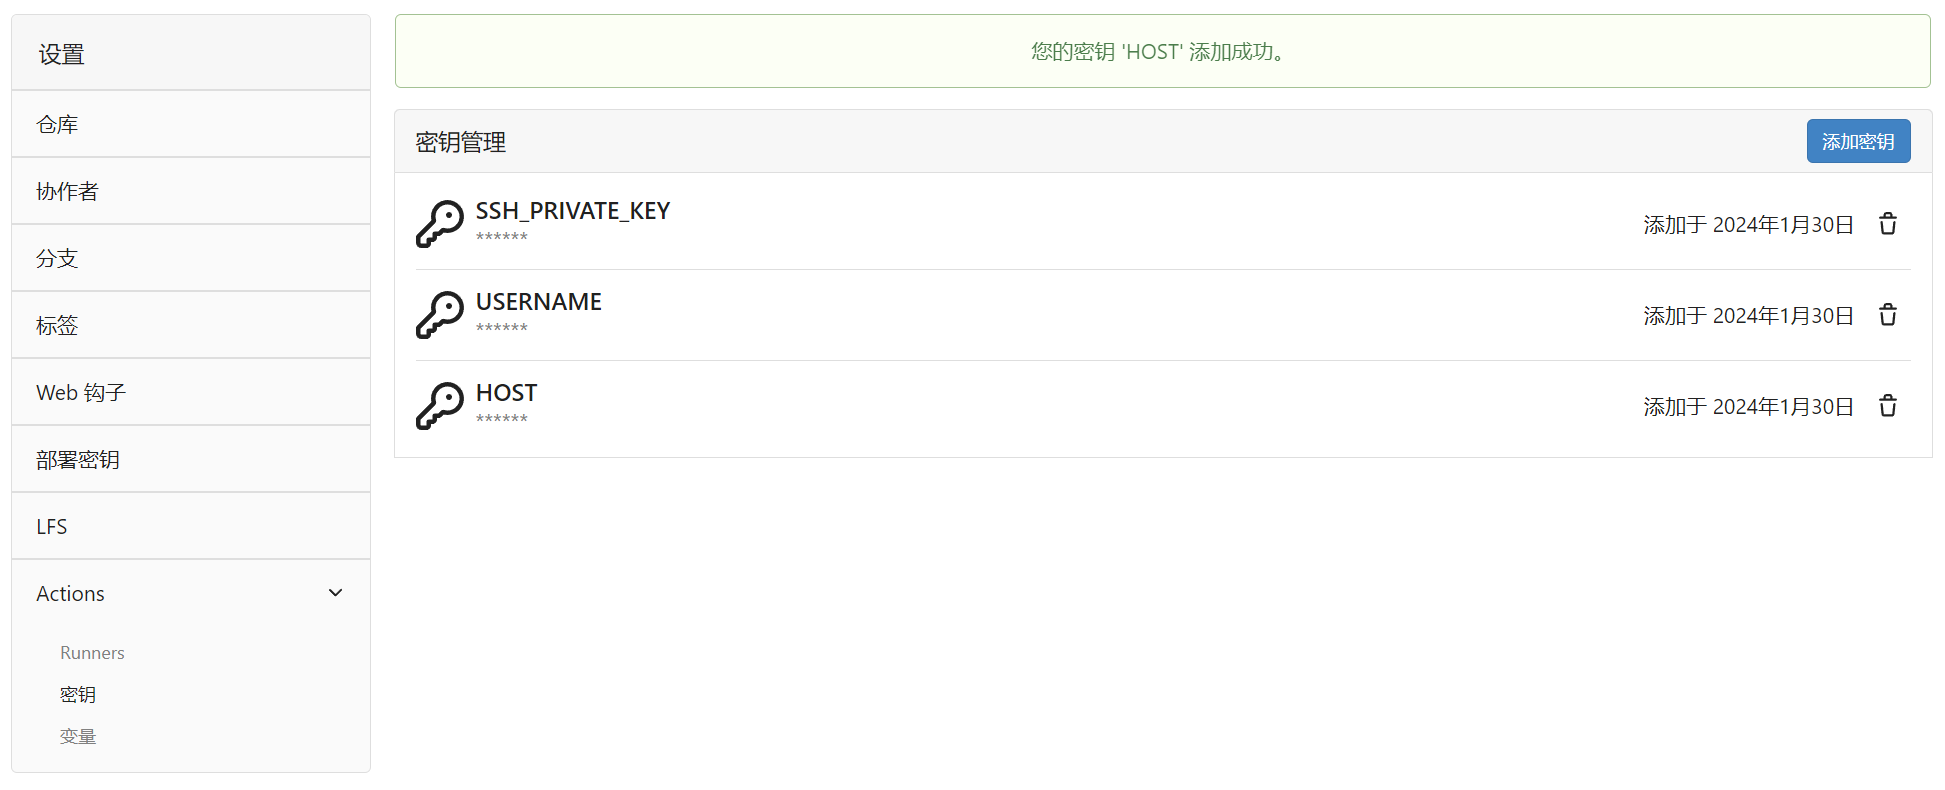 设置
仓库
协作者
分支
标签
Web 钩子
部署密钥
LFS
Actions
Runners
密钥
变量
您的密钥 'HOST' 添加成功。
密钥管理
添加密钥
SSH_PRIVATE_KEY
******
添加于 2024年1月30日
USERNAME
******
添加于 2024年1月30日
HOST
******
添加于 2024年1月30日